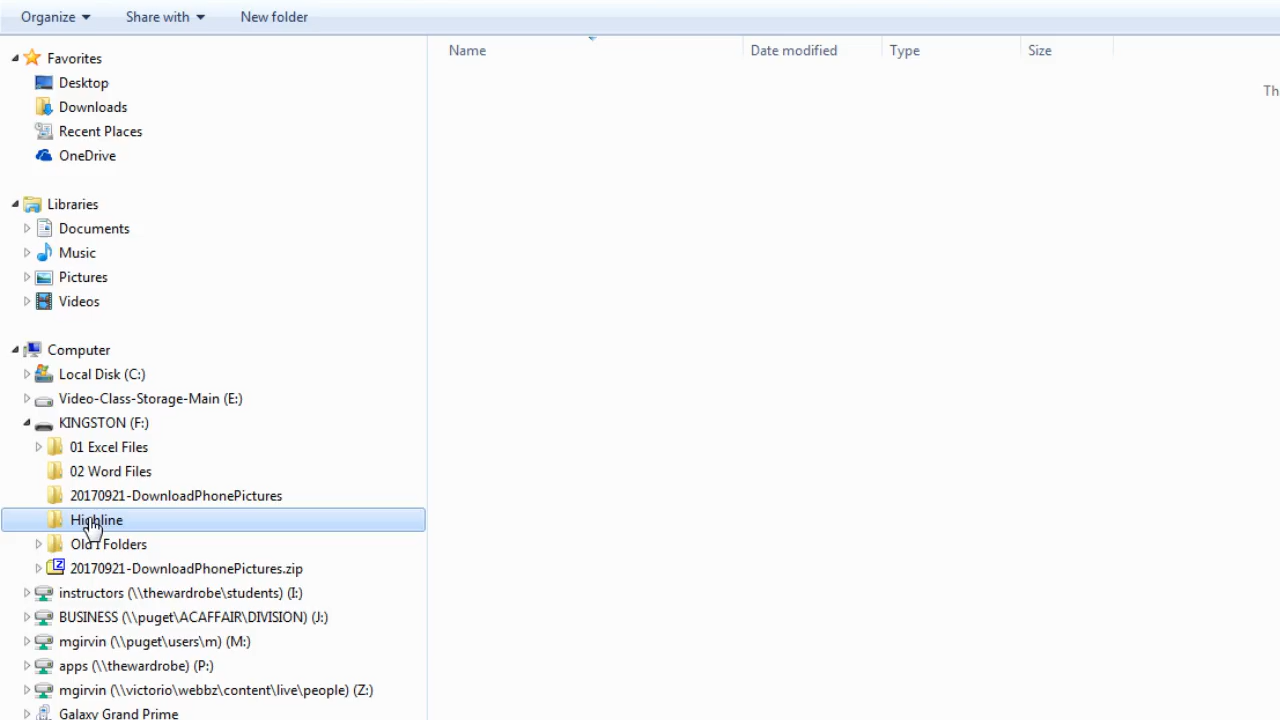 Organize Share with New folder
Name Date modified Type Size
Th
Favorites
Desktop
Downloads
Recent Places
OneDrive
Libraries
Documents
Music
Pictures
Videos
Computer
Local Disk (C:)
Video-Class-Storage-Main (E:)
KINGSTON (F:)
01 Excel Files
02 Word Files
20170921-DownloadPhonePictures
Highline
Folders
20170921-DownloadPhonePictures.zip
instructors (\\thewardrobe\students) (I:)
BUSINESS (\\puget\ACAFFAIR\DIVISION) (J:)
mgirvin (\\puget\users\m) (M:)
apps (\\thewardrobe) (P:)
mgirvin (\\victorio\webbz\content\live\people) (Z:)
Galaxy Grand Prime